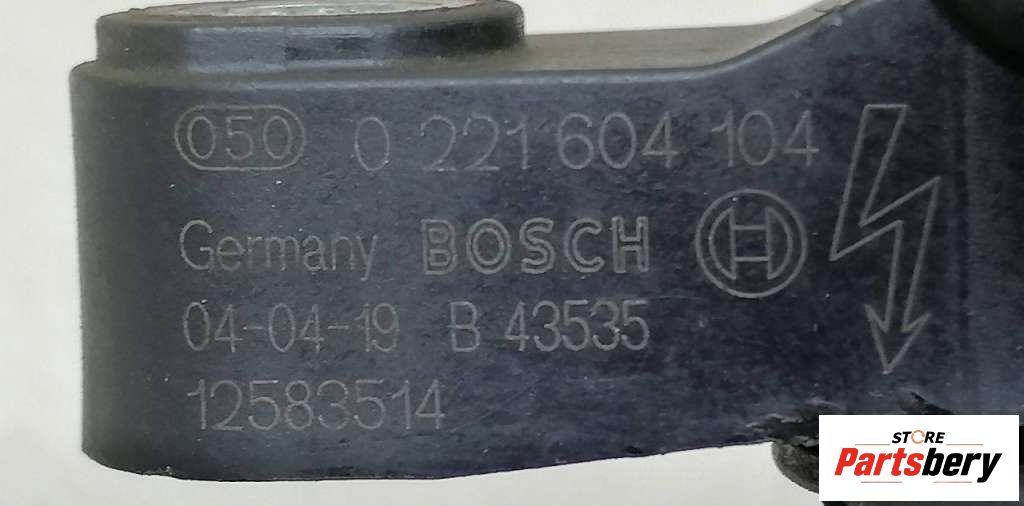 050 0 221 604 104
Germany BOSCH
04-04-19 B 43535
12583514
STORE
Partsbery